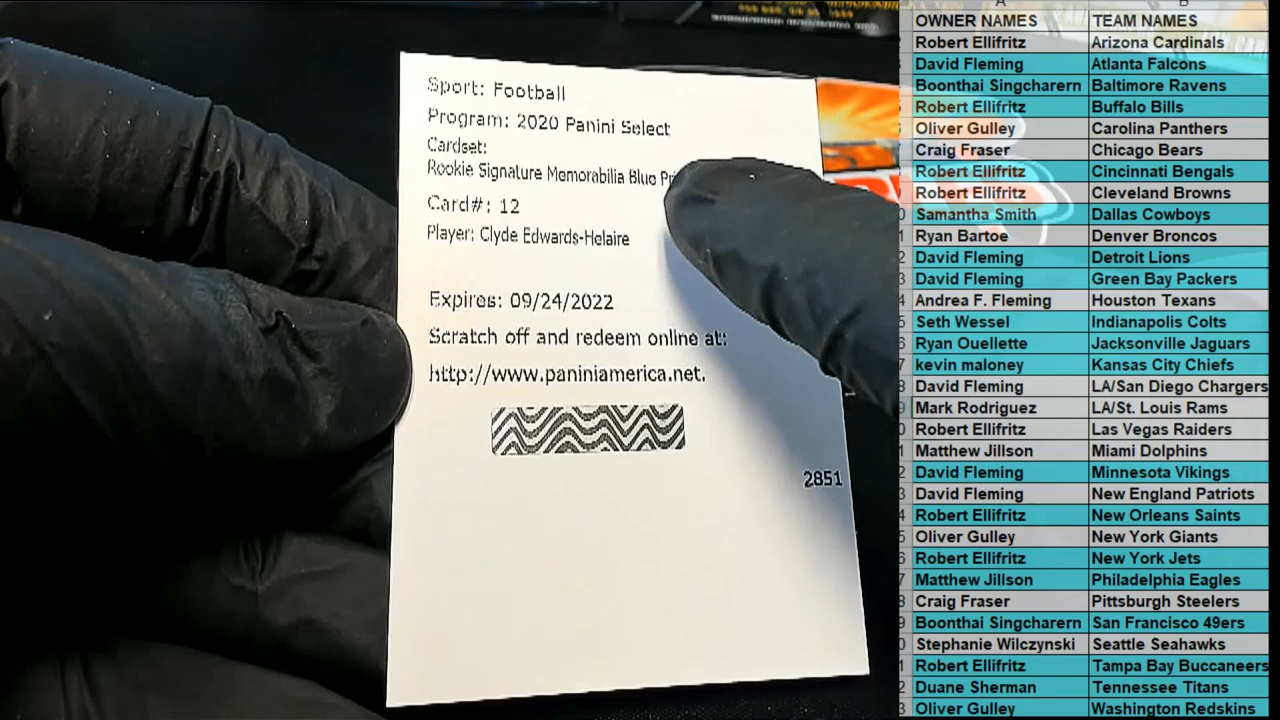 Sport: Football
Program: 2020 Panini Select
Cardset:
Rookie Signature Memorabilia Blue
Card#: 12
Player: Clyde Edwards-Helaire
Expires: 09/24/2022
Scratch off and redeem online at:
http://www.paniniamerica.net.
2851
A B
OWNER NAMES TEAM NAMES
Robert Ellifritz Arizona Cardinals
David Fleming Atlanta Falcons
Boonthai Singcharern Baltimore Ravens
Robert Ellifritz Buffalo Bills
Oliver Gulley Carolina Panthers
Craig Fraser Chicago Bears
Robert Ellifritz Cincinnati Bengals
Robert Ellifritz Cleveland Browns
Samantha Smith Dallas Cowboys
Ryan Bartoe Denver Broncos
David Fleming Detroit Lions
David Fleming Green Bay Packers
Andrea F. Fleming Houston Texans
Seth Wessel Indianapolis Colts
Ryan Ouellette Jacksonville Jaguars
kevin maloney Kansas City Chiefs
David Fleming LA/San Diego Chargers
Mark Rodriguez LA/St. Louis Rams
Robert Ellifritz Las Vegas Raiders
Matthew Jillson Miami Dolphins
David Fleming Minnesota Vikings
David Fleming New England Patriots
Robert Ellifritz New Orleans Saints
Oliver Gulley New York Giants
Robert Ellifritz New York Jets
Matthew Jillson Philadelphia Eagles
Craig Fraser Pittsburgh Steelers
Boonthai Singcharern San Francisco 49ers
Stephanie Wilczynski Seattle Seahawks
Robert Ellifritz Tampa Bay Buccaneers
Duane Sherman Tennessee Titans
Oliver Gulley Washington Redskins